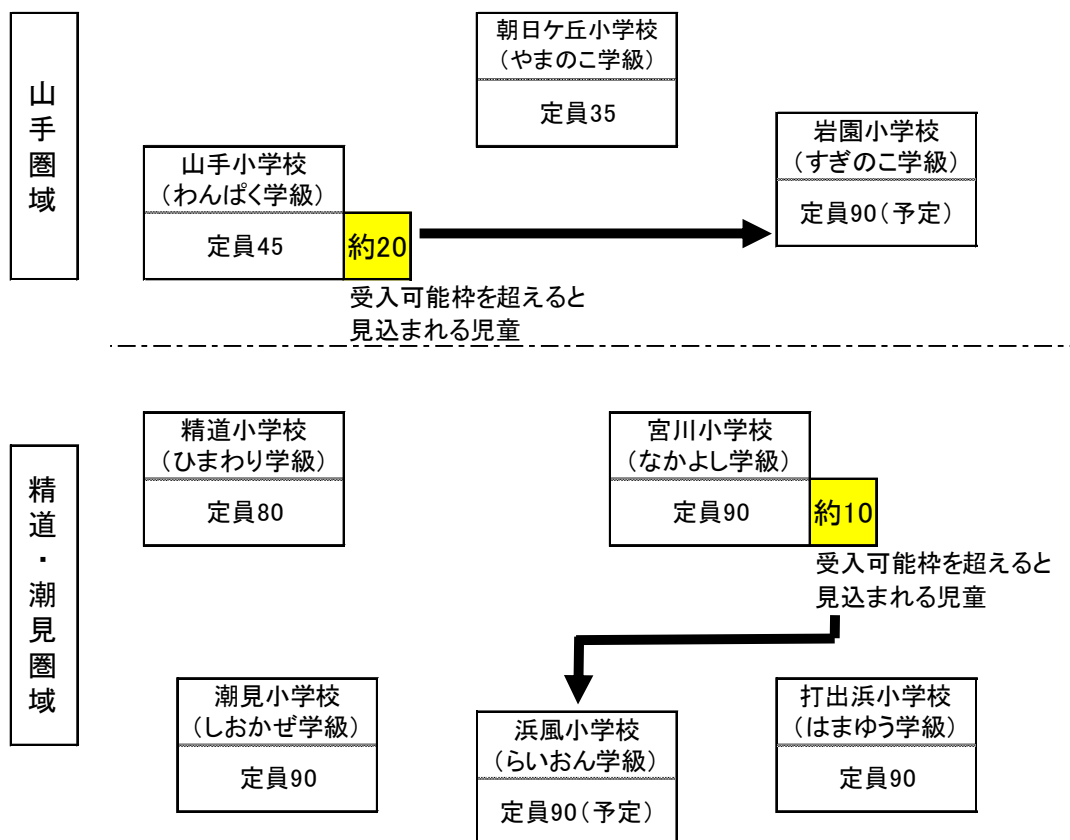 山手圏域
朝日ケ丘小学校
（やまのこ学級）
定員35
岩園小学校
（すぎのこ学級）
定員90（予定）
山手小学校
（わんぱく学級）
定員45
約20
受入可能枠を超えると
見込まれる児童
精道・潮見圏域
精道小学校
（ひまわり学級）
定員80
宮川小学校
（なかよし学級）
定員90
約10
受入可能枠を超えると
見込まれる児童
潮見小学校
（しおかぜ学級）
定員90
浜風小学校
（らいおん学級）
定員90（予定）
打出浜小学校
（はまゆう学級）
定員90